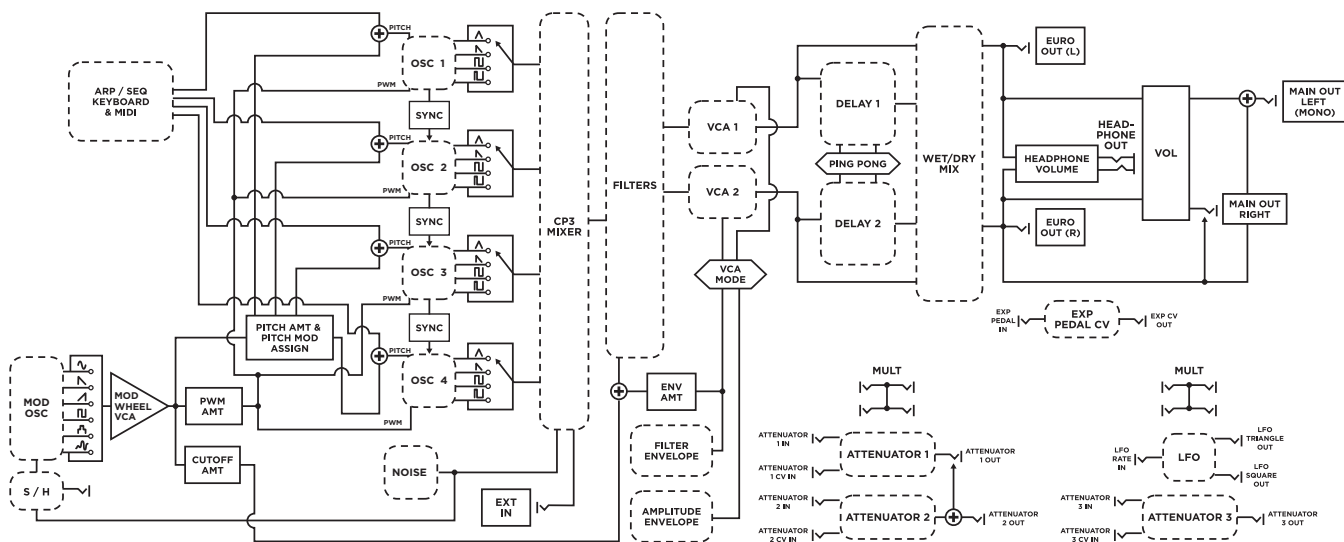 ARP / SEQ
KEYBOARD
& MIDI
PITCH
OSC 1
PWM
SYNC
PITCH
OSC 2
PWM
SYNC
PITCH
OSC 3
PWM
SYNC
PITCH
OSC 4
PWM
PITCH AMT &
PITCH MOD
ASSIGN
MOD
OSC
MOD
WHEEL
VCA
PWM
AMT
CUTOFF
AMT
S / H
NOISE
EXT
IN
CP3
MIXER
FILTERS
VCA 1
VCA 2
VCA
MODE
ENV
AMT
FILTER
ENVELOPE
AMPLITUDE
ENVELOPE
DELAY 1
PING PONG
DELAY 2
WET/DRY
MIX
EURO
OUT (L)
HEAD-
PHONE
OUT
HEADPHONE
VOLUME
EURO
OUT (R)
VOL
MAIN OUT
LEFT
(MONO)
MAIN OUT
RIGHT
EXP
PEDAL
IN
EXP
PEDAL CV
EXP CV
OUT
MULT
ATTENUATOR
1 IN
ATTENUATOR
1 CV IN
ATTENUATOR 1
ATTENUATOR
1 OUT
ATTENUATOR
2 IN
ATTENUATOR
2 CV IN
ATTENUATOR 2
ATTENUATOR
2 OUT
MULT
LFO
RATE
IN
LFO
LFO
TRIANGLE
OUT
LFO
SQUARE
OUT
ATTENUATOR
3 IN
ATTENUATOR
3 CV IN
ATTENUATOR 3
ATTENUATOR
3 OUT